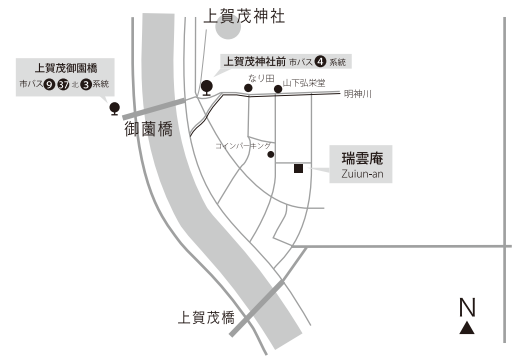 上賀茂神社
上賀茂神社前 市バス 4 系統
上賀茂御園橋
市バス 9 37 北 3 系統
なり田
山下弘栄堂
明神川
御薗橋
コインパーキング
瑞雲庵
Zuiun-an
上賀茂橋
N